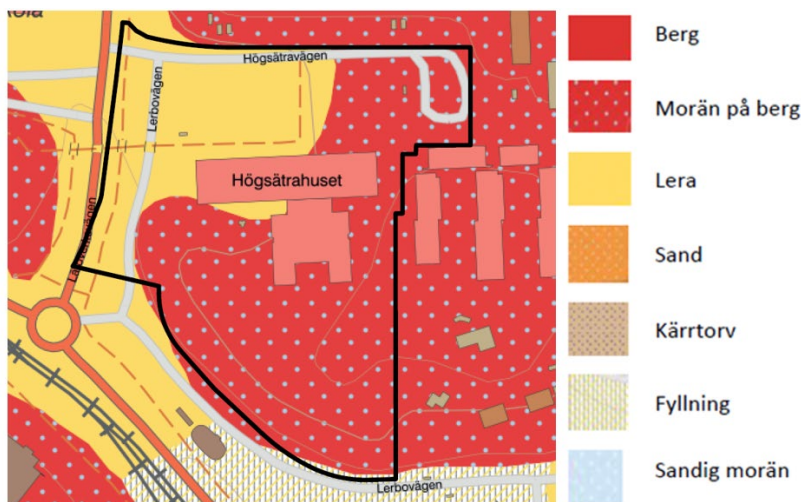 Högsätravägen
Lerbovägen
Högsätrahuset
Lerbovägen
Berg
Morän på berg
Lera
Sand
Kärrtorv
Fyllning
Sandig morän